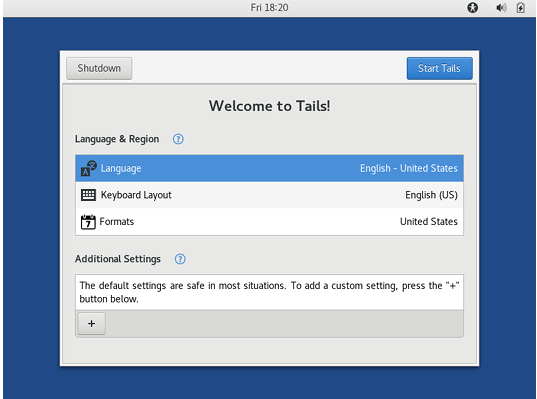 Fri 18:20
Shutdown
Start Tails
Welcome to Tails!
Language & Region ?
Language English - United States
Keyboard Layout English (US)
7 Formats United States
Additional Settings ?
The default settings are safe in most situations. To add a custom setting, press the "+"
button below.
+